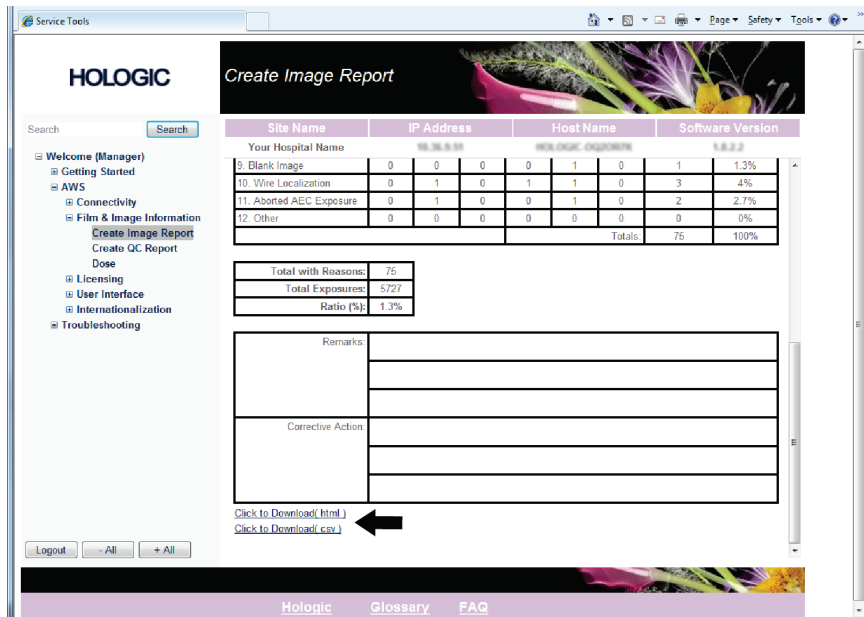 Service Tools
Page Safety Tools
HOLOGIC
Create Image Report
Search Search
Site Name IP Address Host Name Software Version
Your Hospital Name
Welcome (Manager)
Getting Started
AWS
Connectivity
Film & Image Information
Create Image Report
Create QC Report
Dose
Licensing
User Interface
Internationalization
Troubleshooting
9. Blank Image 0 0 0 0 1 0 1 1.3%
10. Wire Localization 0 1 0 1 1 0 3 4%
11. Aborted AEC Exposure 0 1 0 0 1 0 2 2.7%
12. Other 0 0 0 0 0 0 0 0%
Totals: 75 100%
Total with Reasons: 75
Total Exposures: 5727
Ratio (%): 1.3%
Remarks:
Corrective Action:
Click to Download( html )
Click to Download( csv )
Logout - All + All
Hologic Glossary FAQ